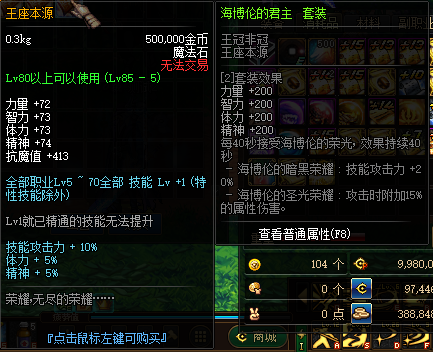 王座本源
0.3kg
500,000金币
魔法石
无法交易
Lv80以上可以使用 (Lv85 - 5)
力量 +72
智力 +73
体力 +73
精神 +74
抗魔值 +413
全部职业Lv5 ~ 70全部 技能 Lv +1 (特
性技能除外)
Lv1就已精通的技能无法提升
技能攻击力 + 10%
体力 + 5%
精神 + 5%
荣耀,无尽的荣耀……
『点击鼠标左键可购买』
海博伦的君主 套装
王冠非冠
王座本源
[2]套装效果
力量 +200
智力 +200
体力 +200
精神 +200
每40秒接受海博伦的荣光,效果持续40
秒
- 海博伦的暗黑荣耀:技能攻击力 +2
0%
- 海博伦的圣光荣耀:攻击时附加15%
的属性伤害。
查看普通属性(F8)
104 个
9,980,0
0 个
97,446
0 点
388,848
商城